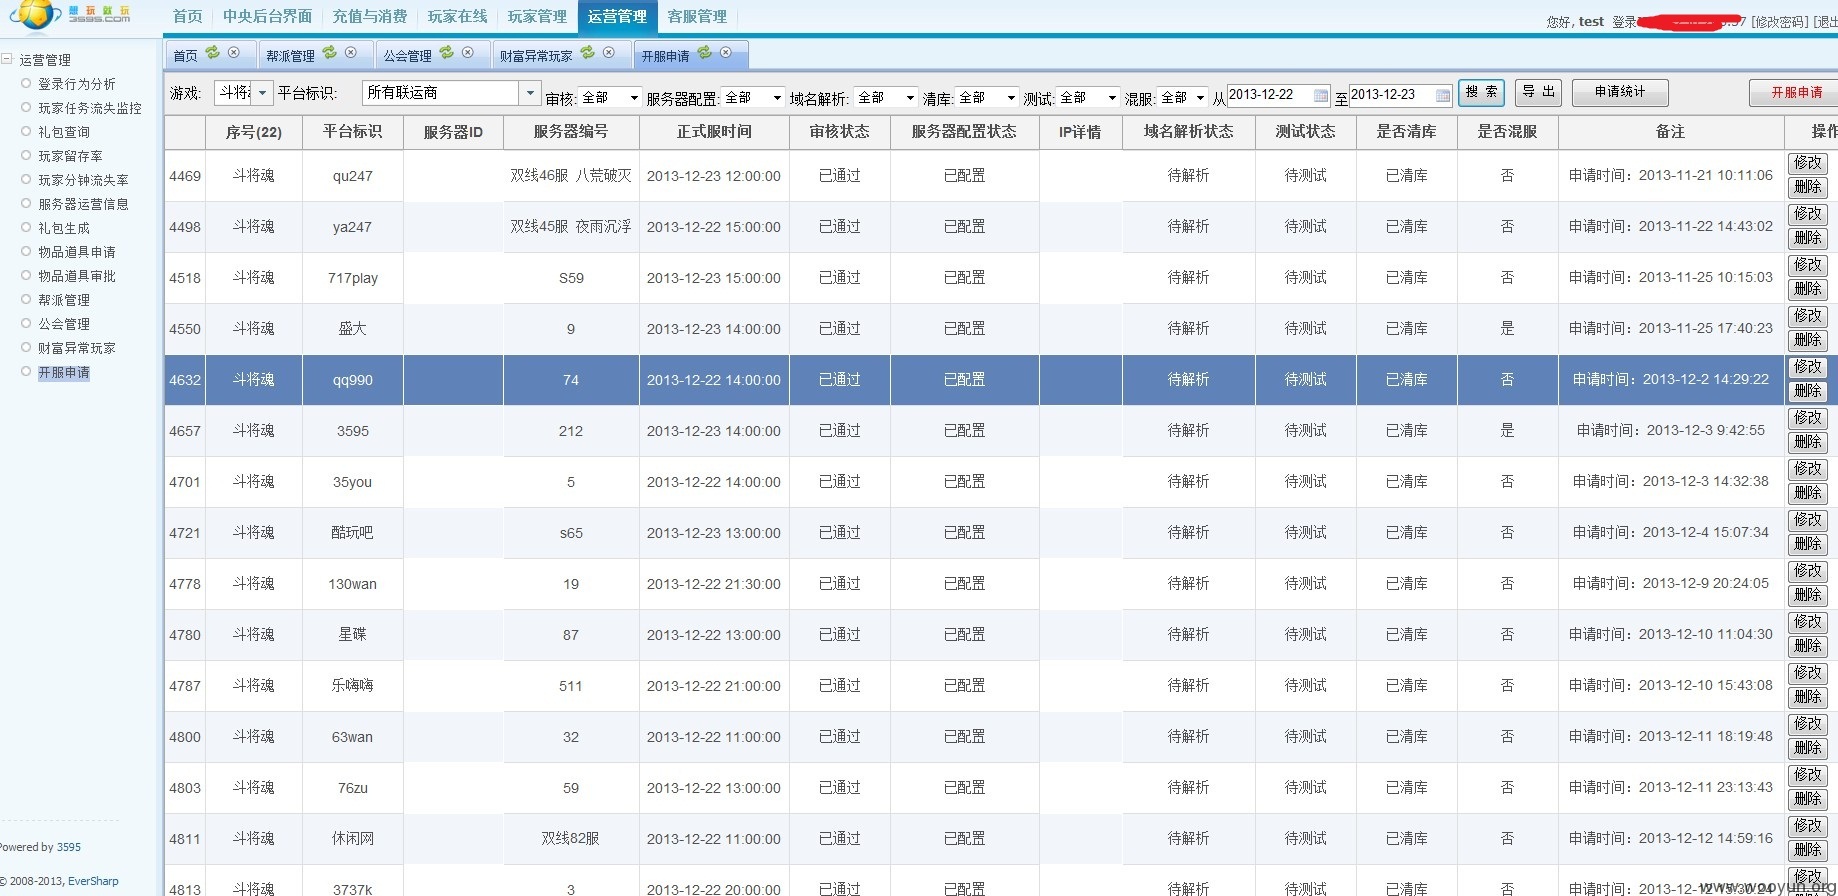 想玩就玩
3595.com
首页 中央后台界面 充值与消费 玩家在线 玩家管理 运营管理 客服管理
您好, test 登录 [修改密码] [退出
运营管理
登录行为分析
玩家任务流失监控
礼包查询
玩家留存率
玩家分钟流失率
服务器运营信息
礼包生成
物品道具申请
物品道具审批
帮派管理
公会管理
财富异常玩家
开服申请
Powered by 3595
© 2008-2013, EverSharp
首页 帮派管理 公会管理 财富异常玩家 开服申请
游戏: 斗将 平台标识: 所有联运商 审核: 全部 服务器配置: 全部 域名解析: 全部 清库: 全部 测试: 全部 混服: 全部 从 2013-12-22 至 2013-12-23 搜 索 导 出 申请统计 开服申请
序号(22) 平台标识 服务器ID 服务器编号 正式服时间 审核状态 服务器配置状态 IP详情 域名解析状态 测试状态 是否清库 是否混服 备注 操作
4469 斗将魂 qu247 双线46服 八荒破灭 2013-12-23 12:00:00 已通过 已配置 待解析 待测试 已清库 否 申请时间：2013-11-21 10:11:06 修改 删除
4498 斗将魂 ya247 双线45服 夜雨沉浮 2013-12-22 15:00:00 已通过 已配置 待解析 待测试 已清库 否 申请时间：2013-11-22 14:43:02 修改 删除
4518 斗将魂 717play S59 2013-12-23 15:00:00 已通过 已配置 待解析 待测试 已清库 否 申请时间：2013-11-25 10:15:03 修改 删除
4550 斗将魂 盛大 9 2013-12-23 14:00:00 已通过 已配置 待解析 待测试 已清库 是 申请时间：2013-11-25 17:40:23 修改 删除
4632 斗将魂 qq990 74 2013-12-22 14:00:00 已通过 已配置 待解析 待测试 已清库 否 申请时间：2013-12-2 14:29:22 修改 删除
4657 斗将魂 3595 212 2013-12-23 14:00:00 已通过 已配置 待解析 待测试 已清库 是 申请时间：2013-12-3 9:42:55 修改 删除
4701 斗将魂 35you 5 2013-12-22 14:00:00 已通过 已配置 待解析 待测试 已清库 否 申请时间：2013-12-3 14:32:38 修改 删除
4721 斗将魂 酷玩吧 s65 2013-12-23 13:00:00 已通过 已配置 待解析 待测试 已清库 否 申请时间：2013-12-4 15:07:34 修改 删除
4778 斗将魂 130wan 19 2013-12-22 21:30:00 已通过 已配置 待解析 待测试 已清库 否 申请时间：2013-12-9 20:24:05 修改 删除
4780 斗将魂 星碟 87 2013-12-22 13:00:00 已通过 已配置 待解析 待测试 已清库 否 申请时间：2013-12-10 11:04:30 修改 删除
4787 斗将魂 乐嗨嗨 511 2013-12-22 21:00:00 已通过 已配置 待解析 待测试 已清库 否 申请时间：2013-12-10 15:43:08 修改 删除
4800 斗将魂 63wan 32 2013-12-22 11:00:00 已通过 已配置 待解析 待测试 已清库 否 申请时间：2013-12-11 18:19:48 修改 删除
4803 斗将魂 76zu 59 2013-12-22 13:00:00 已通过 已配置 待解析 待测试 已清库 否 申请时间：2013-12-11 23:13:43 修改 删除
4811 斗将魂 休闲网 双线82服 2013-12-22 11:00:00 已通过 已配置 待解析 待测试 已清库 否 申请时间：2013-12-12 14:59:16 修改 删除
4813 斗将魂 3737k 3 2013-12-22 20:00:00 已通过 已配置 待解析 待测试 已清库 否 申请时间：2013-12-12 修改
www.wooyun.org